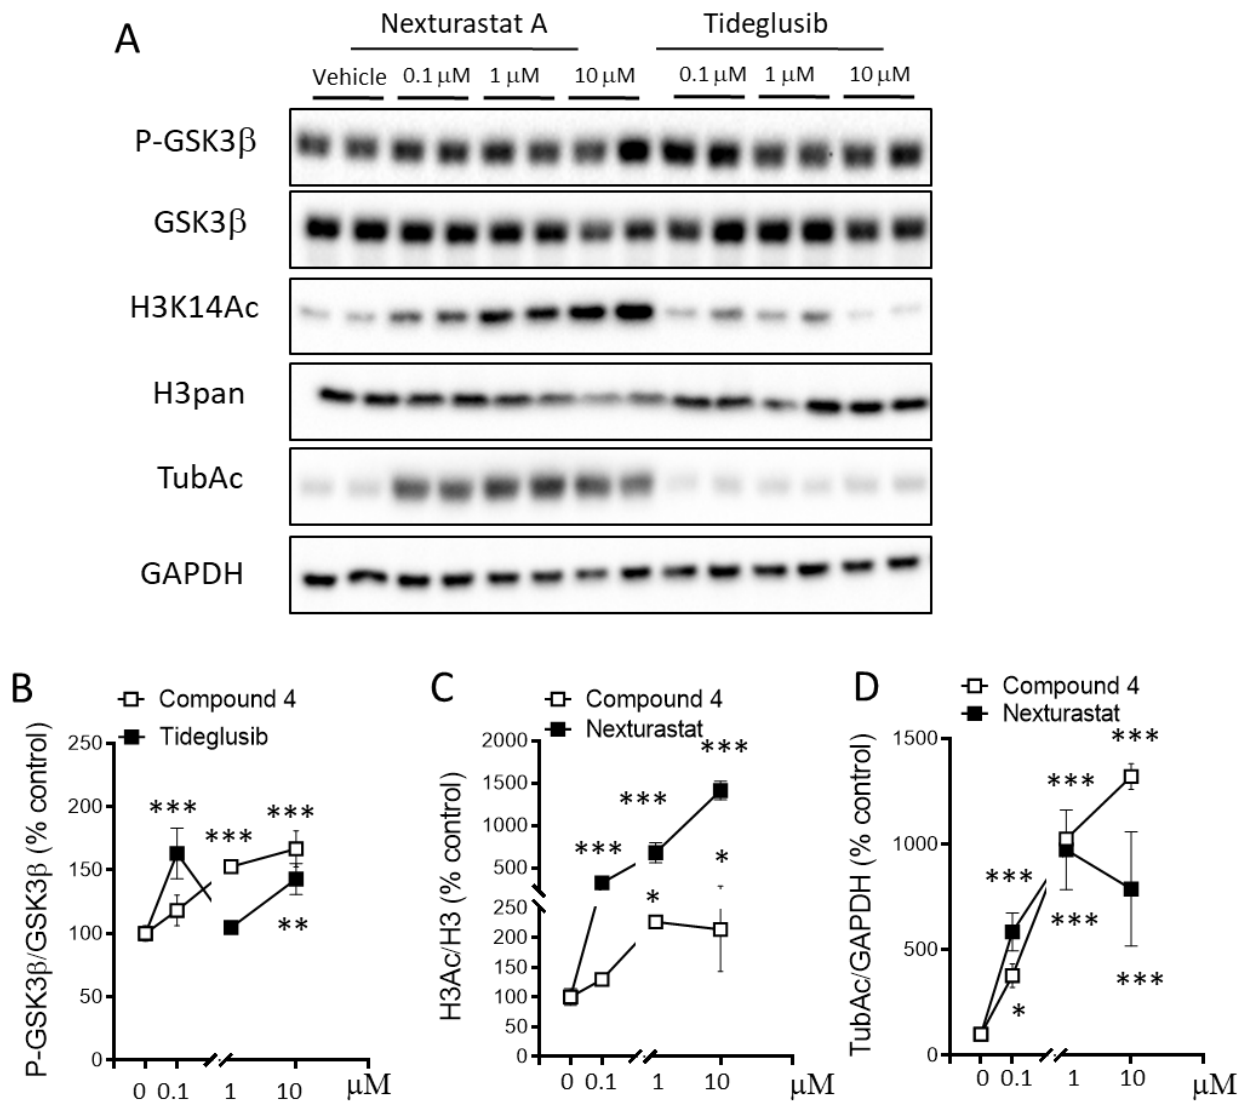 A
Nexturastat A Tideglusib
Vehicle 0.1 µM 1 µM 10 µM 0.1 µM 1 µM 10 µM
P-GSK3β
GSK3β
H3K14Ac
H3pan
TubAc
GAPDH
B
Compound 4
Tideglusib
P-GSK3β/GSK3β (% control)
250
200
150
100
50
0
***
***
***
**
0 0.1 1 10 µM
C
Compound 4
Nexturastat
H3Ac/H3 (% control)
2000
1500
1000
500
250
200
150
100
50
0
***
***
***
*
*
0 0.1 1 10 µM
D
Compound 4
Nexturastat
TubAc/GAPDH (% control)
1500
1000
500
0
***
***
***
***
***
*
0 0.1 1 10 µM